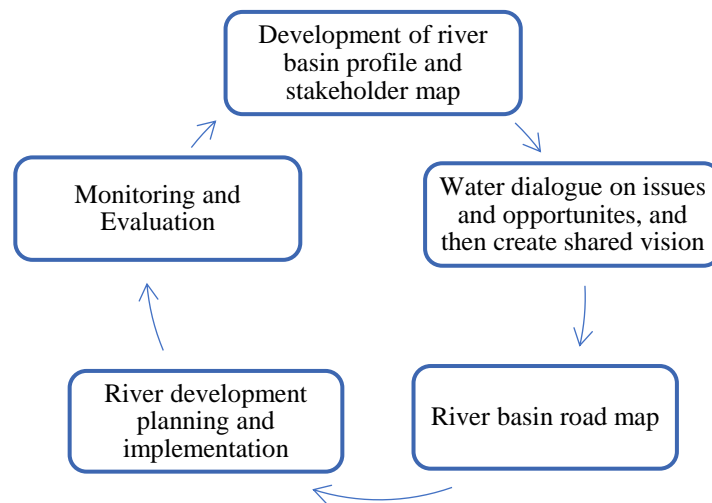 Development of river
basin profile and
stakeholder map
Water dialogue on issues
and opportunites, and
then create shared vision
River basin road map
River development
planning and
implementation
Monitoring and
Evaluation